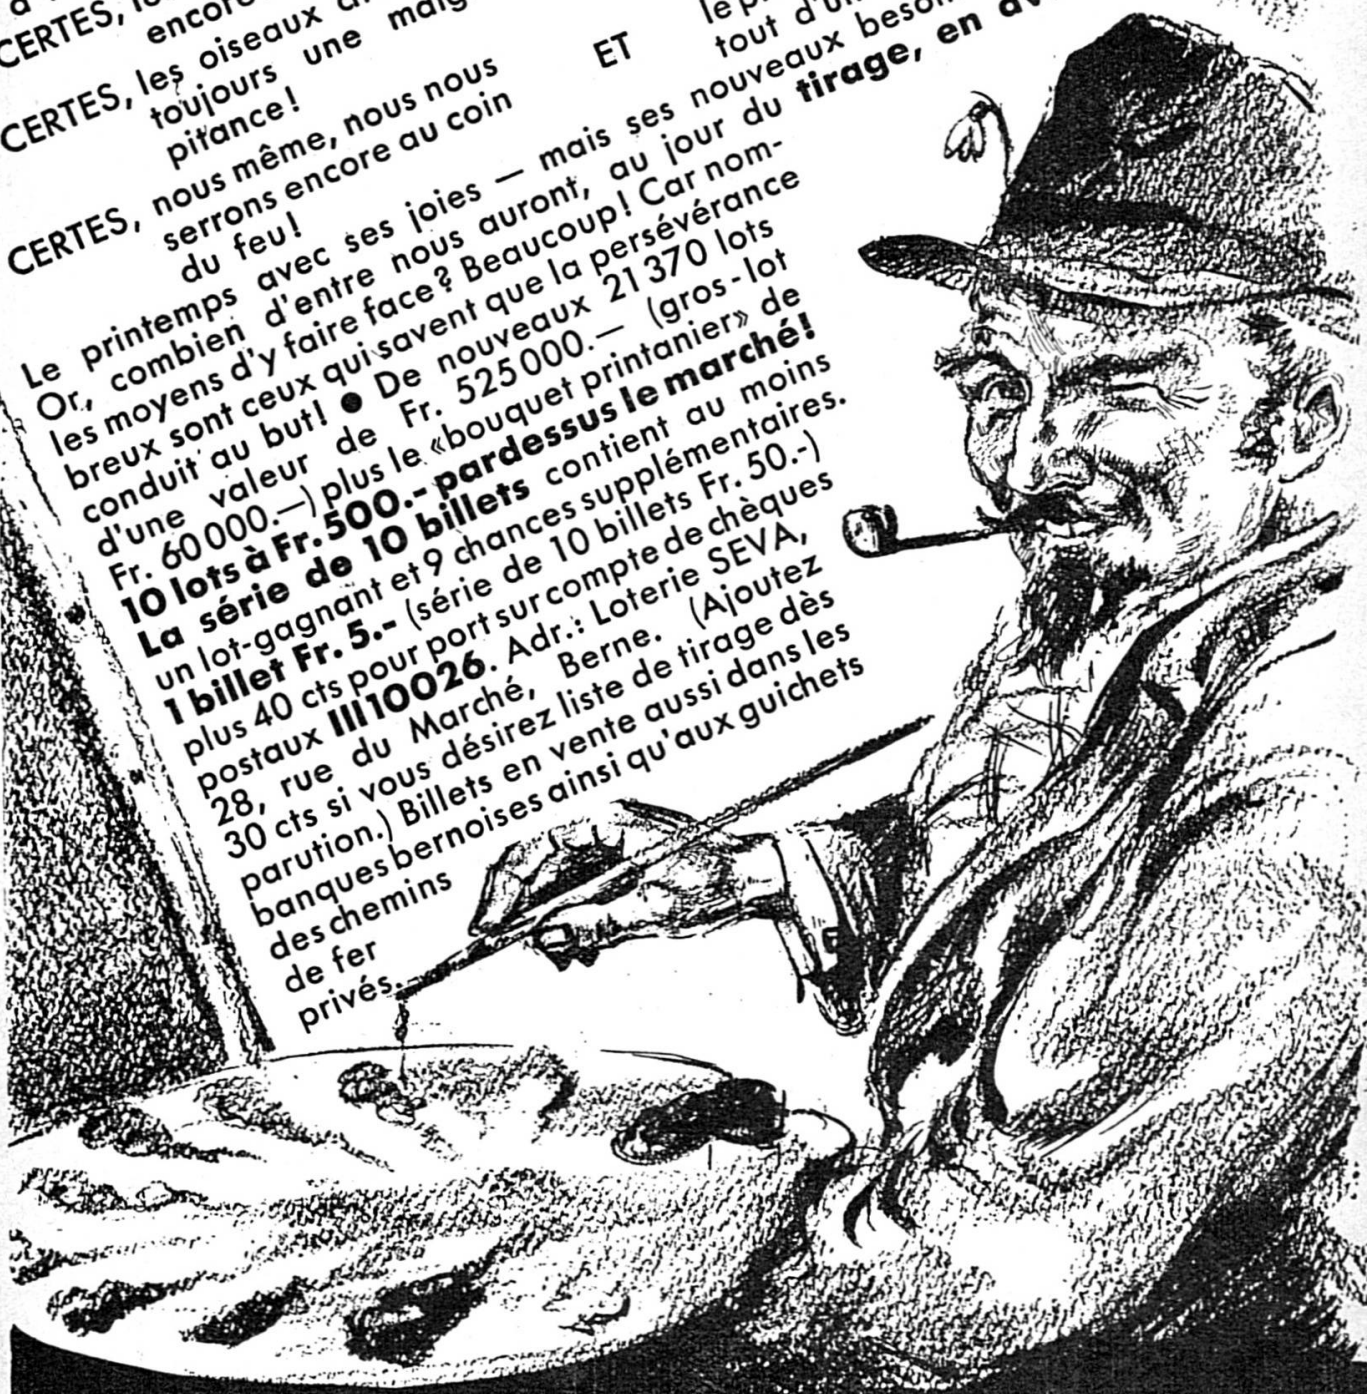 CERTES,
encore
CERTES, les oiseaux
toujours une
pitance!
CERTES, nous même, nous nous
serrons encore au coin
du feu!
ET
tout
Le printemps avec ses joies — mais ses nouveaux
Or, combien d'entre nous auront, au jour du tirage, en
les moyens d'y faire face? Beaucoup! Car nom-
breux sont ceux qui savent que la persévérance
conduit au but! ● De nouveaux 21 370 lots
d'une valeur de Fr. 525 000.— (gros-lot
Fr. 60 000.—) plus le «bouquet printanier» de
10 lots à Fr. 500.- pardessus le marché!
La série de 10 billets contient au moins
un lot-gagnant et 9 chances supplémentaires.
1 billet Fr. 5.- (série de 10 billets Fr. 50.-)
plus 40 cts pour port sur compte de chèques
postaux III 10026. Adr.: Loterie SEVA,
28, rue du Marché, Berne. (Ajoutez
30 cts si vous désirez liste de tirage dès
parution.) Billets en vente aussi dans les
banques bernoises ainsi qu'aux guichets
des chemins
de fer
privés.